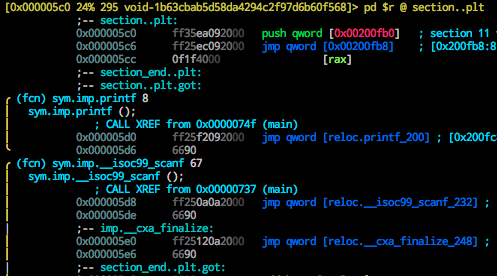 [0x000005c0 24% 295 void-1b63cbab5d58da4294c2f97d6b60f568]> pd $r @ section..plt
;-- section..plt:
0x000005c0 ff35ea092000 push qword [0x00200fb0] ; section 11 v
0x000005c6 ff25ec092000 jmp qword [0x00200fb8] ; [0x200fb8:8
0x000005cc 0f1f4000 [rax]
;-- section_end..plt:
;-- section..plt.got:
(fcn) sym.imp.printf 8
sym.imp.printf ();
; CALL XREF from 0x0000074f (main)
0x000005d0 ff25f2092000 jmp qword [reloc.printf_200] ; [0x200fc
0x000005d6 6690
(fcn) sym.imp.__isoc99_scanf 67
sym.imp.__isoc99_scanf ();
; CALL XREF from 0x00000737 (main)
0x000005d8 ff250a0a2000 jmp qword [reloc.__isoc99_scanf_232] ;
0x000005de 6690
;-- imp.__cxa_finalize:
0x000005e0 ff25120a2000 jmp qword [reloc.__cxa_finalize_248] ;
0x000005e6 6690
;-- section_end..plt.got: